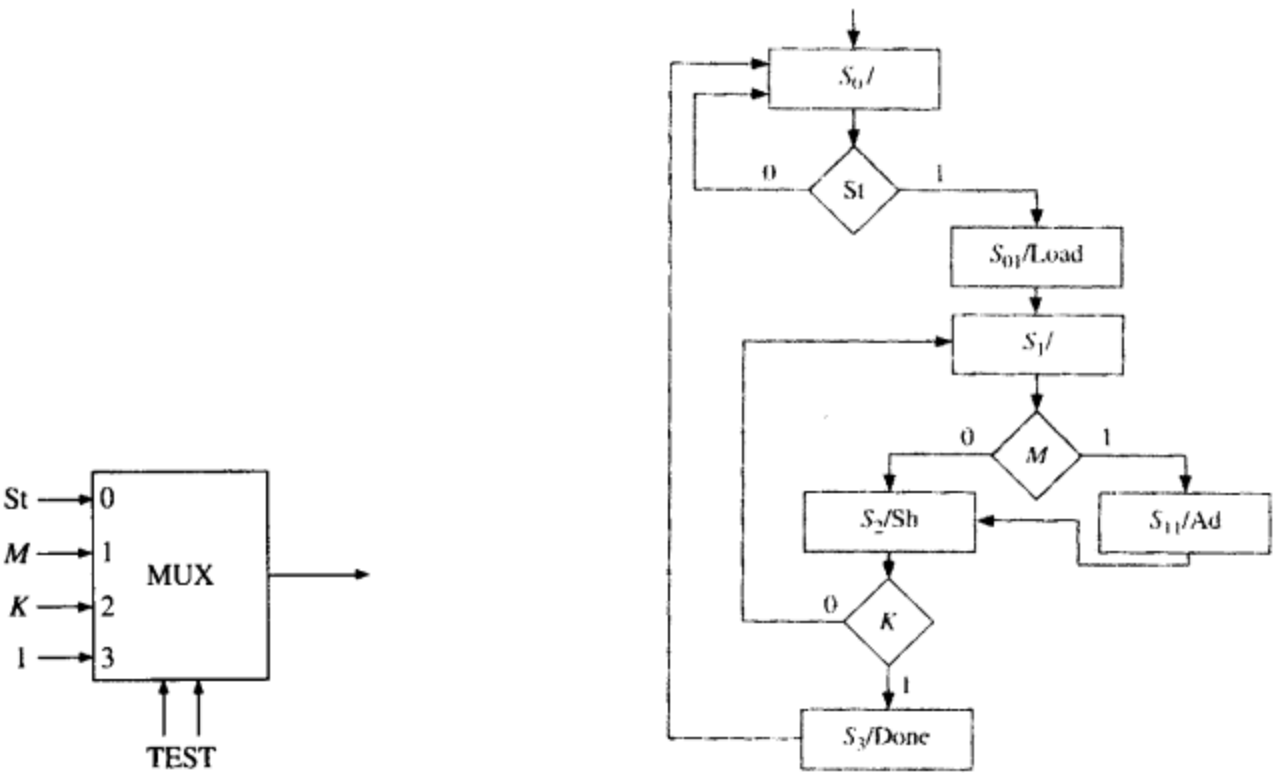 St
0
M
1
K
2
1
3
MUX
TEST
S₀/
0
St
1
S₀₁/Load
S₁/
0
M
1
S₂/Sh
S₁₁/Ad
0
K
1
S₃/Done